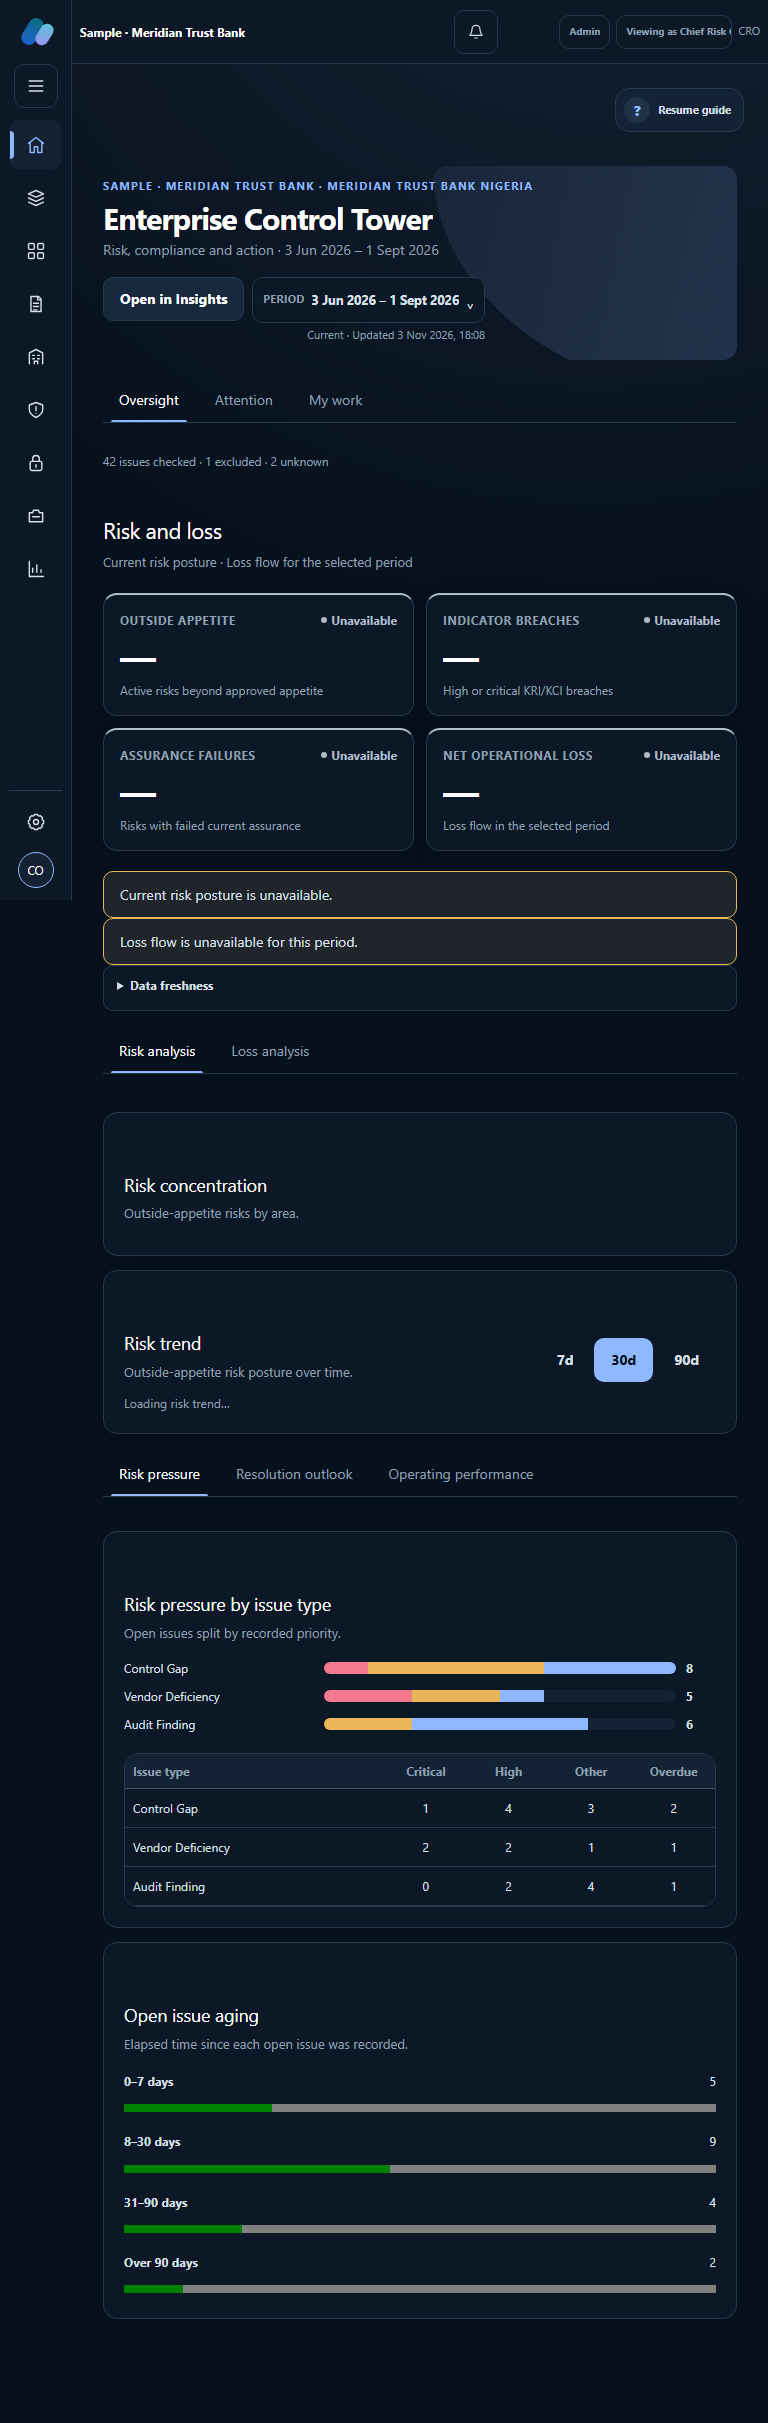 Sample · Meridian Trust Bank
Admin
Viewing as Chief Risk
CRO
? Resume guide
SAMPLE · MERIDIAN TRUST BANK · MERIDIAN TRUST BANK NIGERIA
Enterprise Control Tower
Risk, compliance and action · 3 Jun 2026 – 1 Sept 2026
Open in Insights
PERIOD 3 Jun 2026 – 1 Sept 2026
Current · Updated 3 Nov 2026, 18:08
Oversight Attention My work
42 issues checked · 1 excluded · 2 unknown
Risk and loss
Current risk posture · Loss flow for the selected period
OUTSIDE APPETITE Unavailable
—
Active risks beyond approved appetite
INDICATOR BREACHES Unavailable
—
High or critical KRI/KCI breaches
ASSURANCE FAILURES Unavailable
—
Risks with failed current assurance
NET OPERATIONAL LOSS Unavailable
—
Loss flow in the selected period
Current risk posture is unavailable.
Loss flow is unavailable for this period.
Data freshness
Risk analysis Loss analysis
Risk concentration
Outside-appetite risks by area.
Risk trend
Outside-appetite risk posture over time.
7d 30d 90d
Loading risk trend...
Risk pressure Resolution outlook Operating performance
Risk pressure by issue type
Open issues split by recorded priority.
Control Gap 8
Vendor Deficiency 5
Audit Finding 6
Issue type Critical High Other Overdue
Control Gap 1 4 3 2
Vendor Deficiency 2 2 1 1
Audit Finding 0 2 4 1
Open issue aging
Elapsed time since each open issue was recorded.
0–7 days 5
8–30 days 9
31–90 days 4
Over 90 days 2
CO